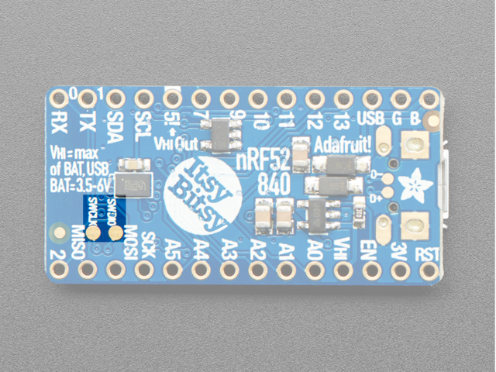 RX 0 TX 1 SDA SCL 5! 7 9 10 11 12 13 USB G B
VHI Out
VHI = max
of BAT, USB
BAT=3.5-6V
SWCLK
SWDIO
Itsy
Bitsy
nRF52
840
Adafruit!
D-
D+
2 MISO MOSI SCK A5 A4 A3 A2 A1 A0 VHI EN 3V RST